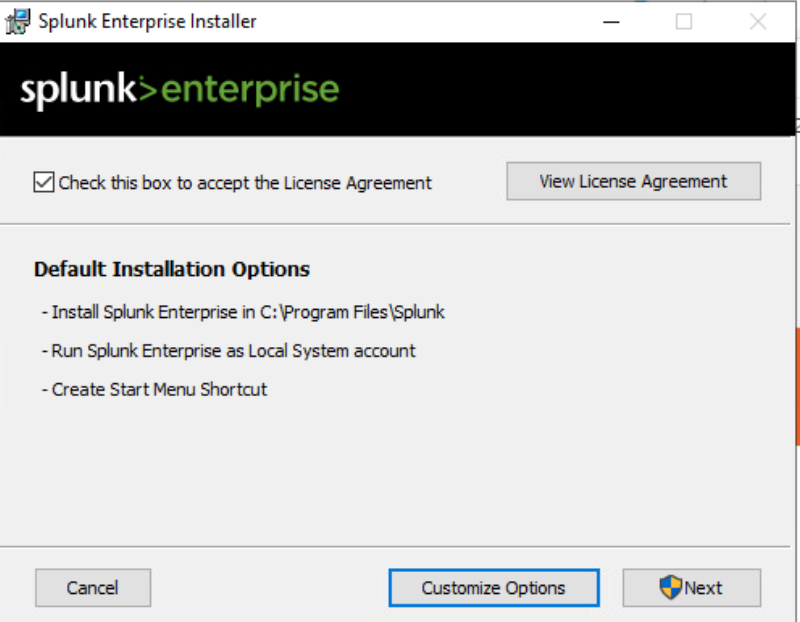 Splunk Enterprise Installer
splunk>enterprise
Check this box to accept the License Agreement
View License Agreement
Default Installation Options
- Install Splunk Enterprise in C:\Program Files\Splunk
- Run Splunk Enterprise as Local System account
- Create Start Menu Shortcut
Cancel
Customize Options
Next